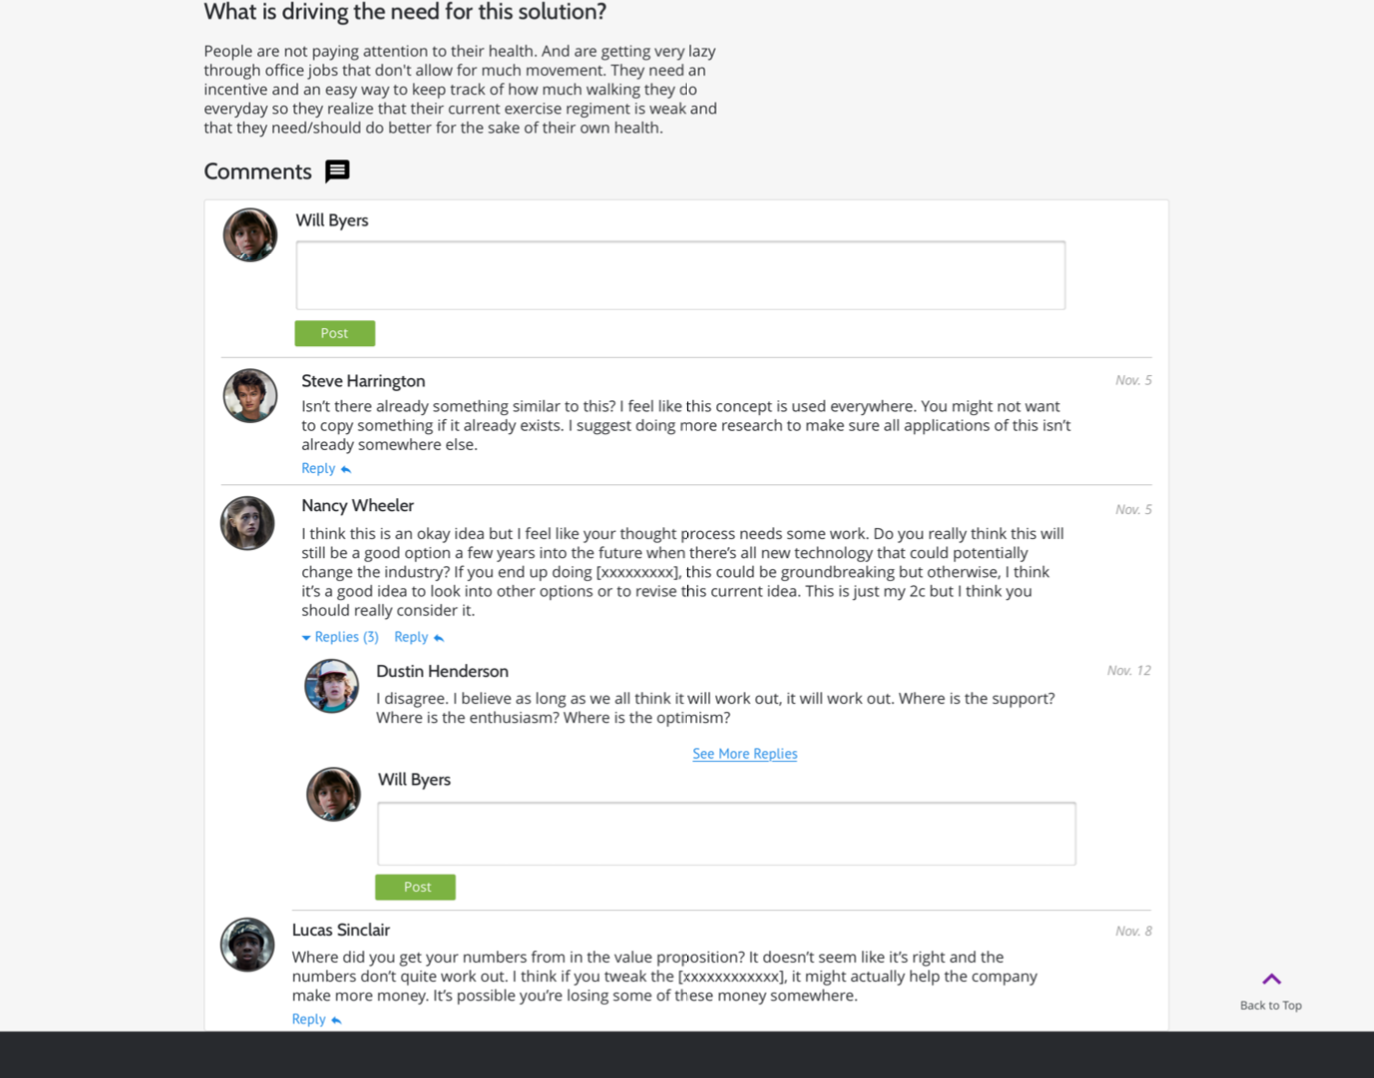 What is driving the need for this solution?
People are not paying attention to their health. And are getting very lazy
through office jobs that don't allow for much movement. They need an
incentive and an easy way to keep track of how much walking they do
everyday so they realize that their current exercise regiment is weak and
that they need/should do better for the sake of their own health.
Comments
Will Byers
Post
Steve Harrington
Nov. 5
Isn't there already something similar to this? I feel like this concept is used everywhere. You might not want
to copy something if it already exists. I suggest doing more research to make sure all applications of this isn't
already somewhere else.
Reply
Nancy Wheeler
Nov. 5
I think this is an okay idea but I feel like your thought process needs some work. Do you really think this will
still be a good option a few years into the future when there's all new technology that could potentially
change the industry? If you end up doing [xxxxxxxxx], this could be groundbreaking but otherwise, I think
it's a good idea to look into other options or to revise this current idea. This is just my 2c but I think you
should really consider it.
Replies (3) Reply
Dustin Henderson
Nov. 12
I disagree. I believe as long as we all think it will work out, it will work out. Where is the support?
Where is the enthusiasm? Where is the optimism?
See More Replies
Will Byers
Post
Lucas Sinclair
Nov. 8
Where did you get your numbers from in the value proposition? It doesn't seem like it's right and the
numbers don't quite work out. I think if you tweak the [xxxxxxxxxxxx], it might actually help the company
make more money. It's possible you're losing some of these money somewhere.
Reply
Back to Top